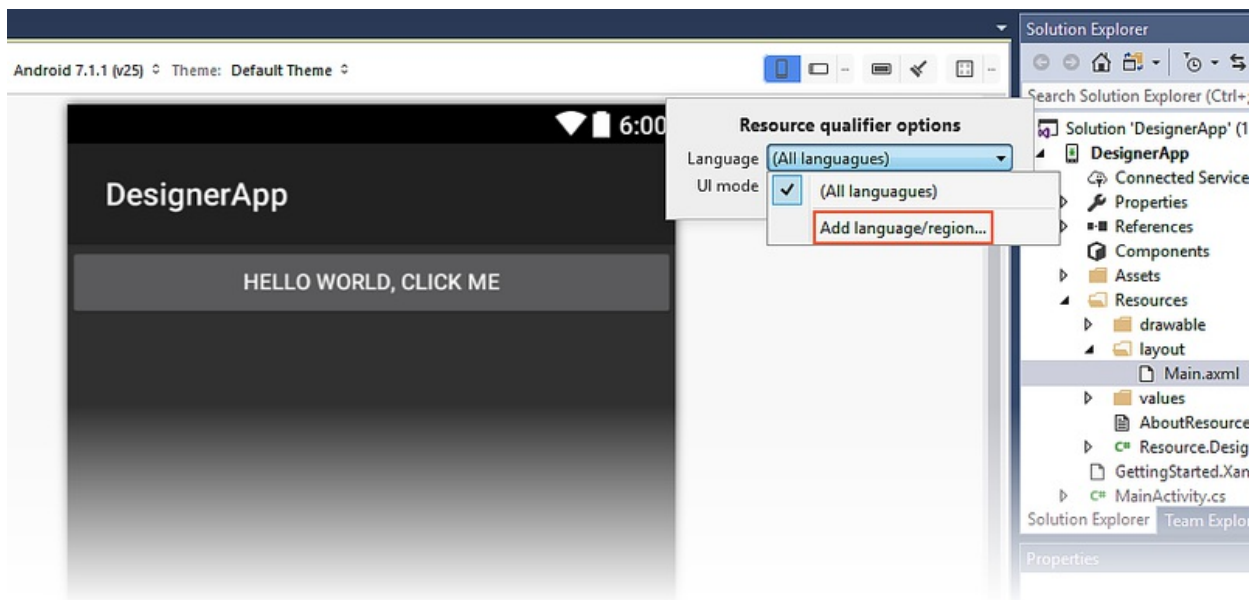 Solution Explorer
Android 7.1.1 (v25) Theme: Default Theme
Search Solution Explorer (Ctrl+;
6:00
DesignerApp
HELLO WORLD, CLICK ME
Resource qualifier options
Language (All languagues)
UI mode
(All languagues)
Add language/region...
Solution 'DesignerApp' (1
DesignerApp
Connected Service
Properties
References
Components
Assets
Resources
drawable
layout
Main.axml
values
AboutResource
C# Resource.Desig
GettingStarted.Xan
C# MainActivity.cs
Solution Explorer Team Explor
Properties